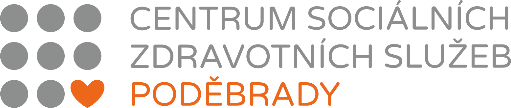 CENTRUM SOCIÁLNÍCH
ZDRAVOTNÍCH SLUŽEB
PODĚBRADY